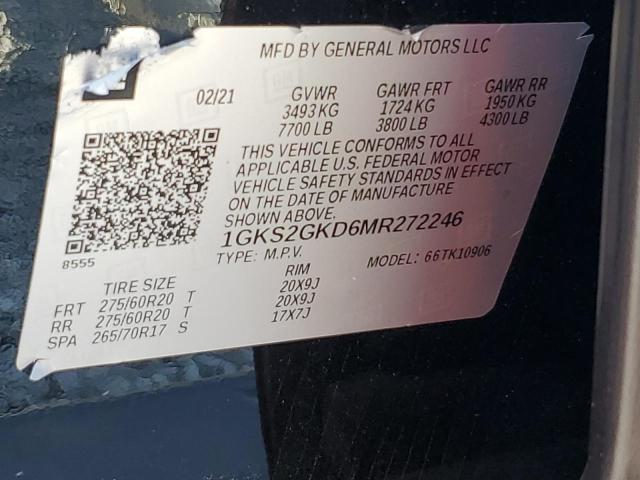 MFD BY GENERAL MOTORS LLC
02/21 GVWR GAWR FRT GAWR RR
3493 KG 1724 KG 1950 KG
7700 LB 3800 LB 4300 LB
THIS VEHICLE CONFORMS TO ALL
APPLICABLE U.S. FEDERAL MOTOR
VEHICLE SAFETY STANDARDS IN EFFECT
ON THE DATE OF MANUFACTURE
SHOWN ABOVE.
1GKS2GKD6MR272246
8555 TYPE: M.P.V. MODEL: 66TK10906
TIRE SIZE RIM
FRT 275/60R20 T 20X9J
RR 275/60R20 T 20X9J
SPA 265/70R17 S 17X7J